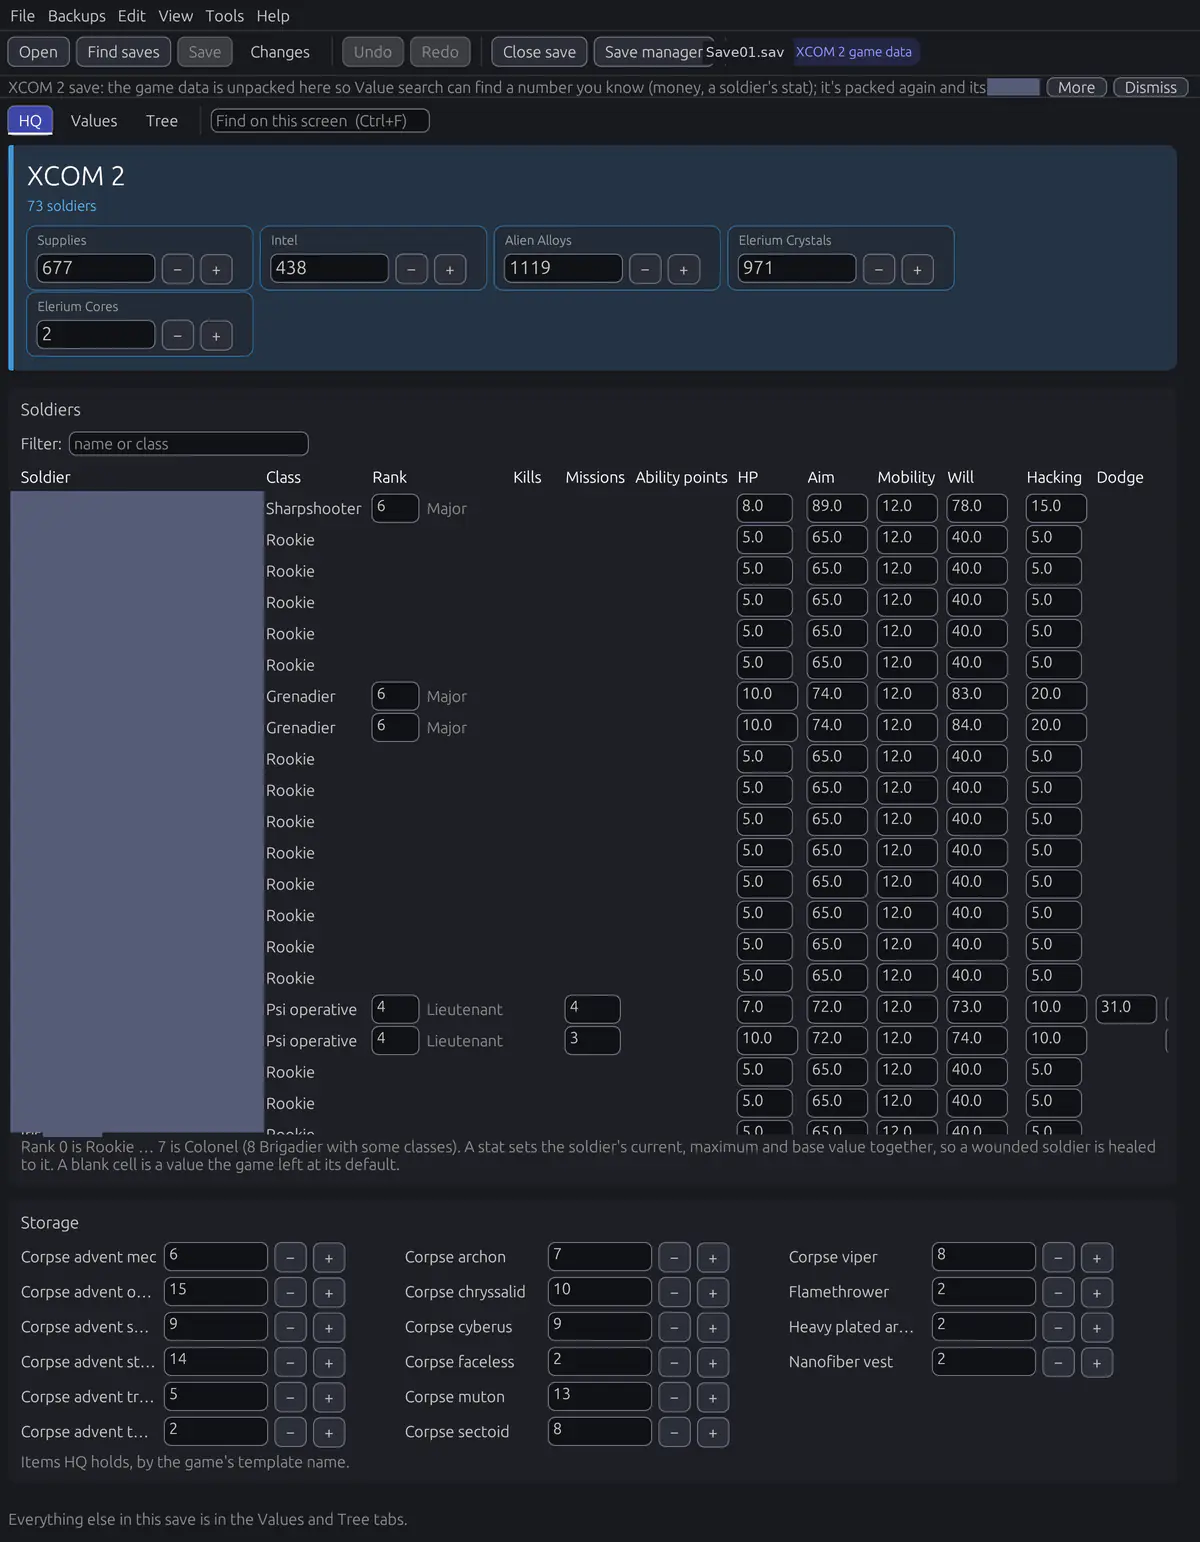 File Backups Edit View Tools Help
Open Find saves Save Changes Undo Redo Close save Save manager Save01.sav XCOM 2 game data
XCOM 2 save: the game data is unpacked here so Value search can find a number you know (money, a soldier's stat); it's packed again and its More Dismiss
HQ Values Tree Find on this screen (Ctrl+F)
XCOM 2
73 soldiers
Supplies Intel Alien Alloys Elerium Crystals
677 − + 438 − + 1119 − + 971 − +
Elerium Cores
2 − +
Soldiers
Filter: name or class
Soldier Class Rank Kills Missions Ability points HP Aim Mobility Will Hacking Dodge
Sharpshooter 6 Major 8.0 89.0 12.0 78.0 15.0
Rookie 5.0 65.0 12.0 40.0 5.0
Rookie 5.0 65.0 12.0 40.0 5.0
Rookie 5.0 65.0 12.0 40.0 5.0
Rookie 5.0 65.0 12.0 40.0 5.0
Rookie 5.0 65.0 12.0 40.0 5.0
Grenadier 6 Major 10.0 74.0 12.0 83.0 20.0
Grenadier 6 Major 10.0 74.0 12.0 84.0 20.0
Rookie 5.0 65.0 12.0 40.0 5.0
Rookie 5.0 65.0 12.0 40.0 5.0
Rookie 5.0 65.0 12.0 40.0 5.0
Rookie 5.0 65.0 12.0 40.0 5.0
Rookie 5.0 65.0 12.0 40.0 5.0
Rookie 5.0 65.0 12.0 40.0 5.0
Rookie 5.0 65.0 12.0 40.0 5.0
Rookie 5.0 65.0 12.0 40.0 5.0
Psi operative 4 Lieutenant 4 7.0 72.0 12.0 73.0 10.0 31.0
Psi operative 4 Lieutenant 3 10.0 72.0 12.0 74.0 10.0
Rookie 5.0 65.0 12.0 40.0 5.0
Rookie 5.0 65.0 12.0 40.0 5.0
Rookie 5.0 65.0 12.0 40.0 5.0
Rank 0 is Rookie … 7 is Colonel (8 Brigadier with some classes). A stat sets the soldier's current, maximum and base value together, so a wounded soldier is healed
to it. A blank cell is a value the game left at its default.
Storage
Corpse advent mec 6 − + Corpse archon 7 − + Corpse viper 8 − +
Corpse advent o… 15 − + Corpse chryssalid 10 − + Flamethrower 2 − +
Corpse advent s… 9 − + Corpse cyberus 9 − + Heavy plated ar… 2 − +
Corpse advent st… 14 − + Corpse faceless 2 − + Nanofiber vest 2 − +
Corpse advent tr… 5 − + Corpse muton 13 − +
Corpse advent t… 2 − + Corpse sectoid 8 − +
Items HQ holds, by the game's template name.
Everything else in this save is in the Values and Tree tabs.